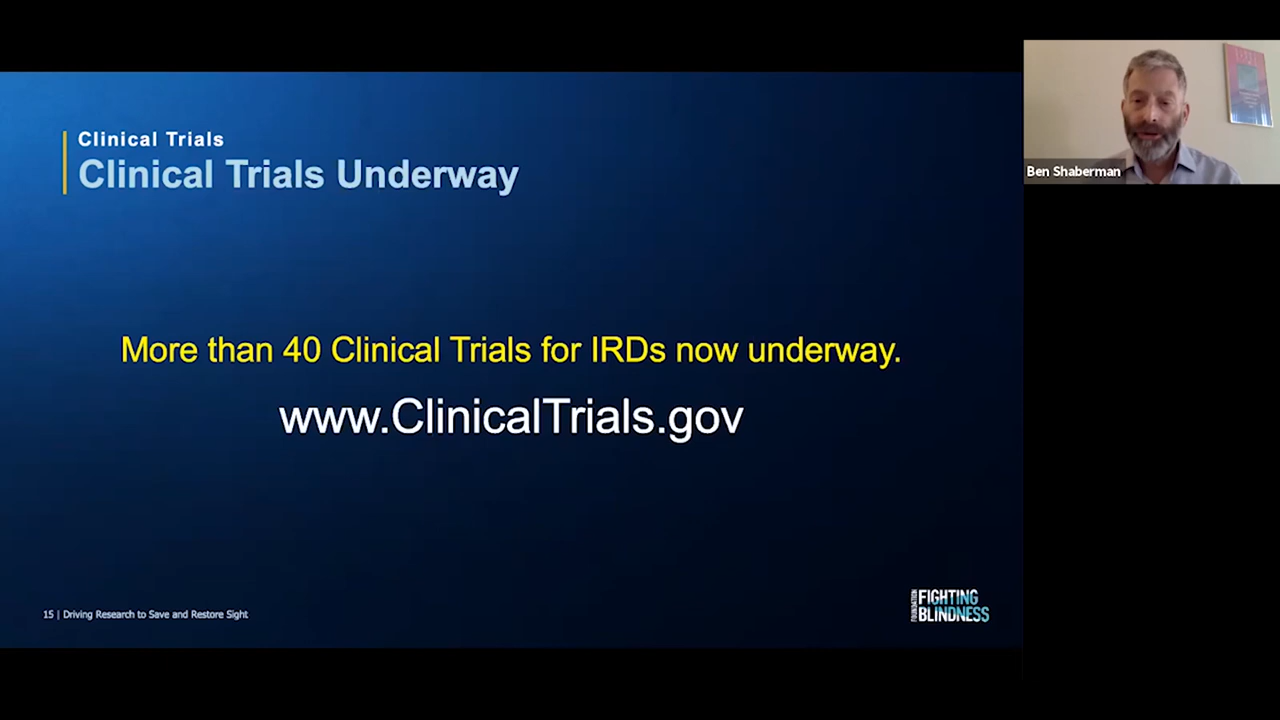 Clinical Trials
Clinical Trials Underway
More than 40 Clinical Trials for IRDs now underway.
www.ClinicalTrials.gov
15 | Driving Research to Save and Restore Sight
FOUNDATION
FIGHTING
BLINDNESS
Ben Shaberman